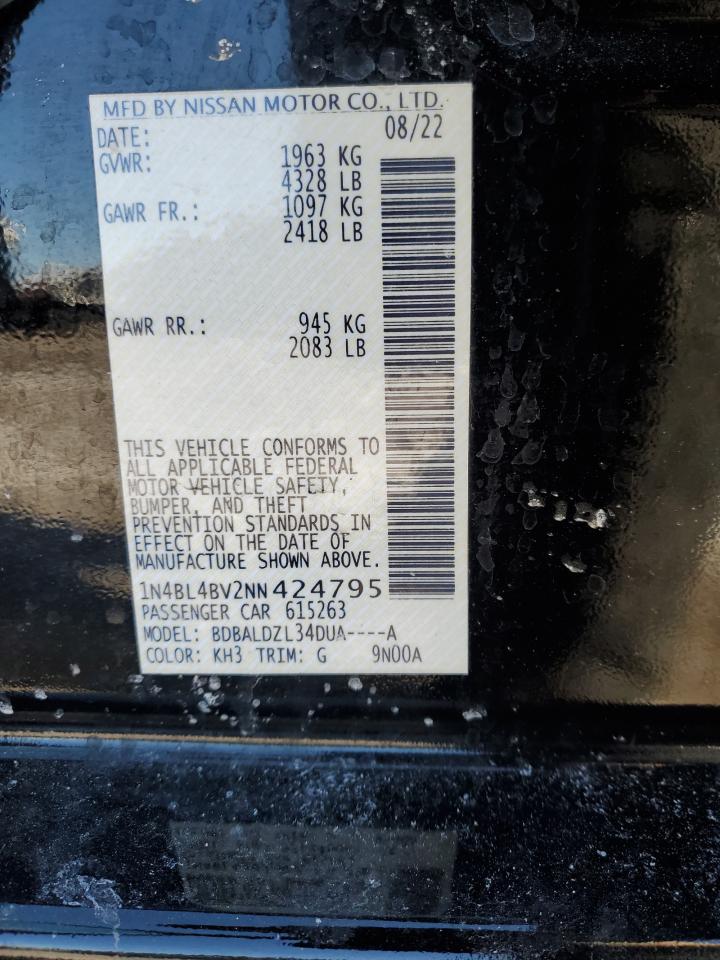 MFD BY NISSAN MOTOR CO., LTD.
DATE: 08/22
GVWR: 1963 KG
4328 LB
GAWR FR.: 1097 KG
2418 LB
GAWR RR.: 945 KG
2083 LB
THIS VEHICLE CONFORMS TO
ALL APPLICABLE FEDERAL
MOTOR VEHICLE SAFETY,
BUMPER, AND THEFT
PREVENTION STANDARDS IN
EFFECT ON THE DATE OF
MANUFACTURE SHOWN ABOVE.
1N4BL4BV2NN424795
PASSENGER CAR 615263
MODEL: BDBALDZL34DUA----A
COLOR: KH3 TRIM: G 9N00A